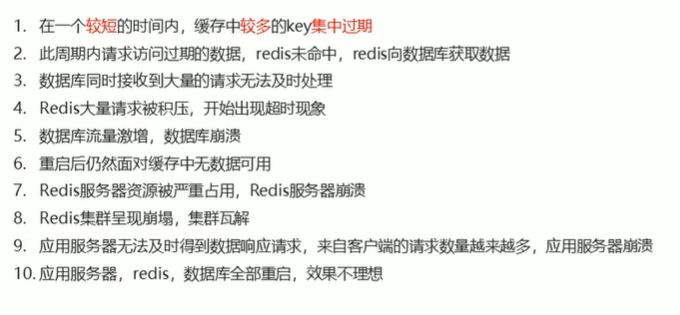 1. 在一个较短的时间内，缓存中较多的key集中过期
2. 此周期内请求访问过期的数据，redis未命中，redis向数据库获取数据
3. 数据库同时接收到大量的请求无法及时处理
4. Redis大量请求被积压，开始出现超时现象
5. 数据库流量激增，数据库崩溃
6. 重启后仍然面对缓存中无数据可用
7. Redis服务器资源被严重占用，Redis服务器崩溃
8. Redis集群呈现崩塌，集群瓦解
9. 应用服务器无法及时得到数据响应请求，来自客户端的请求数量越来越多，应用服务器崩溃
10. 应用服务器，redis，数据库全部重启，效果不理想